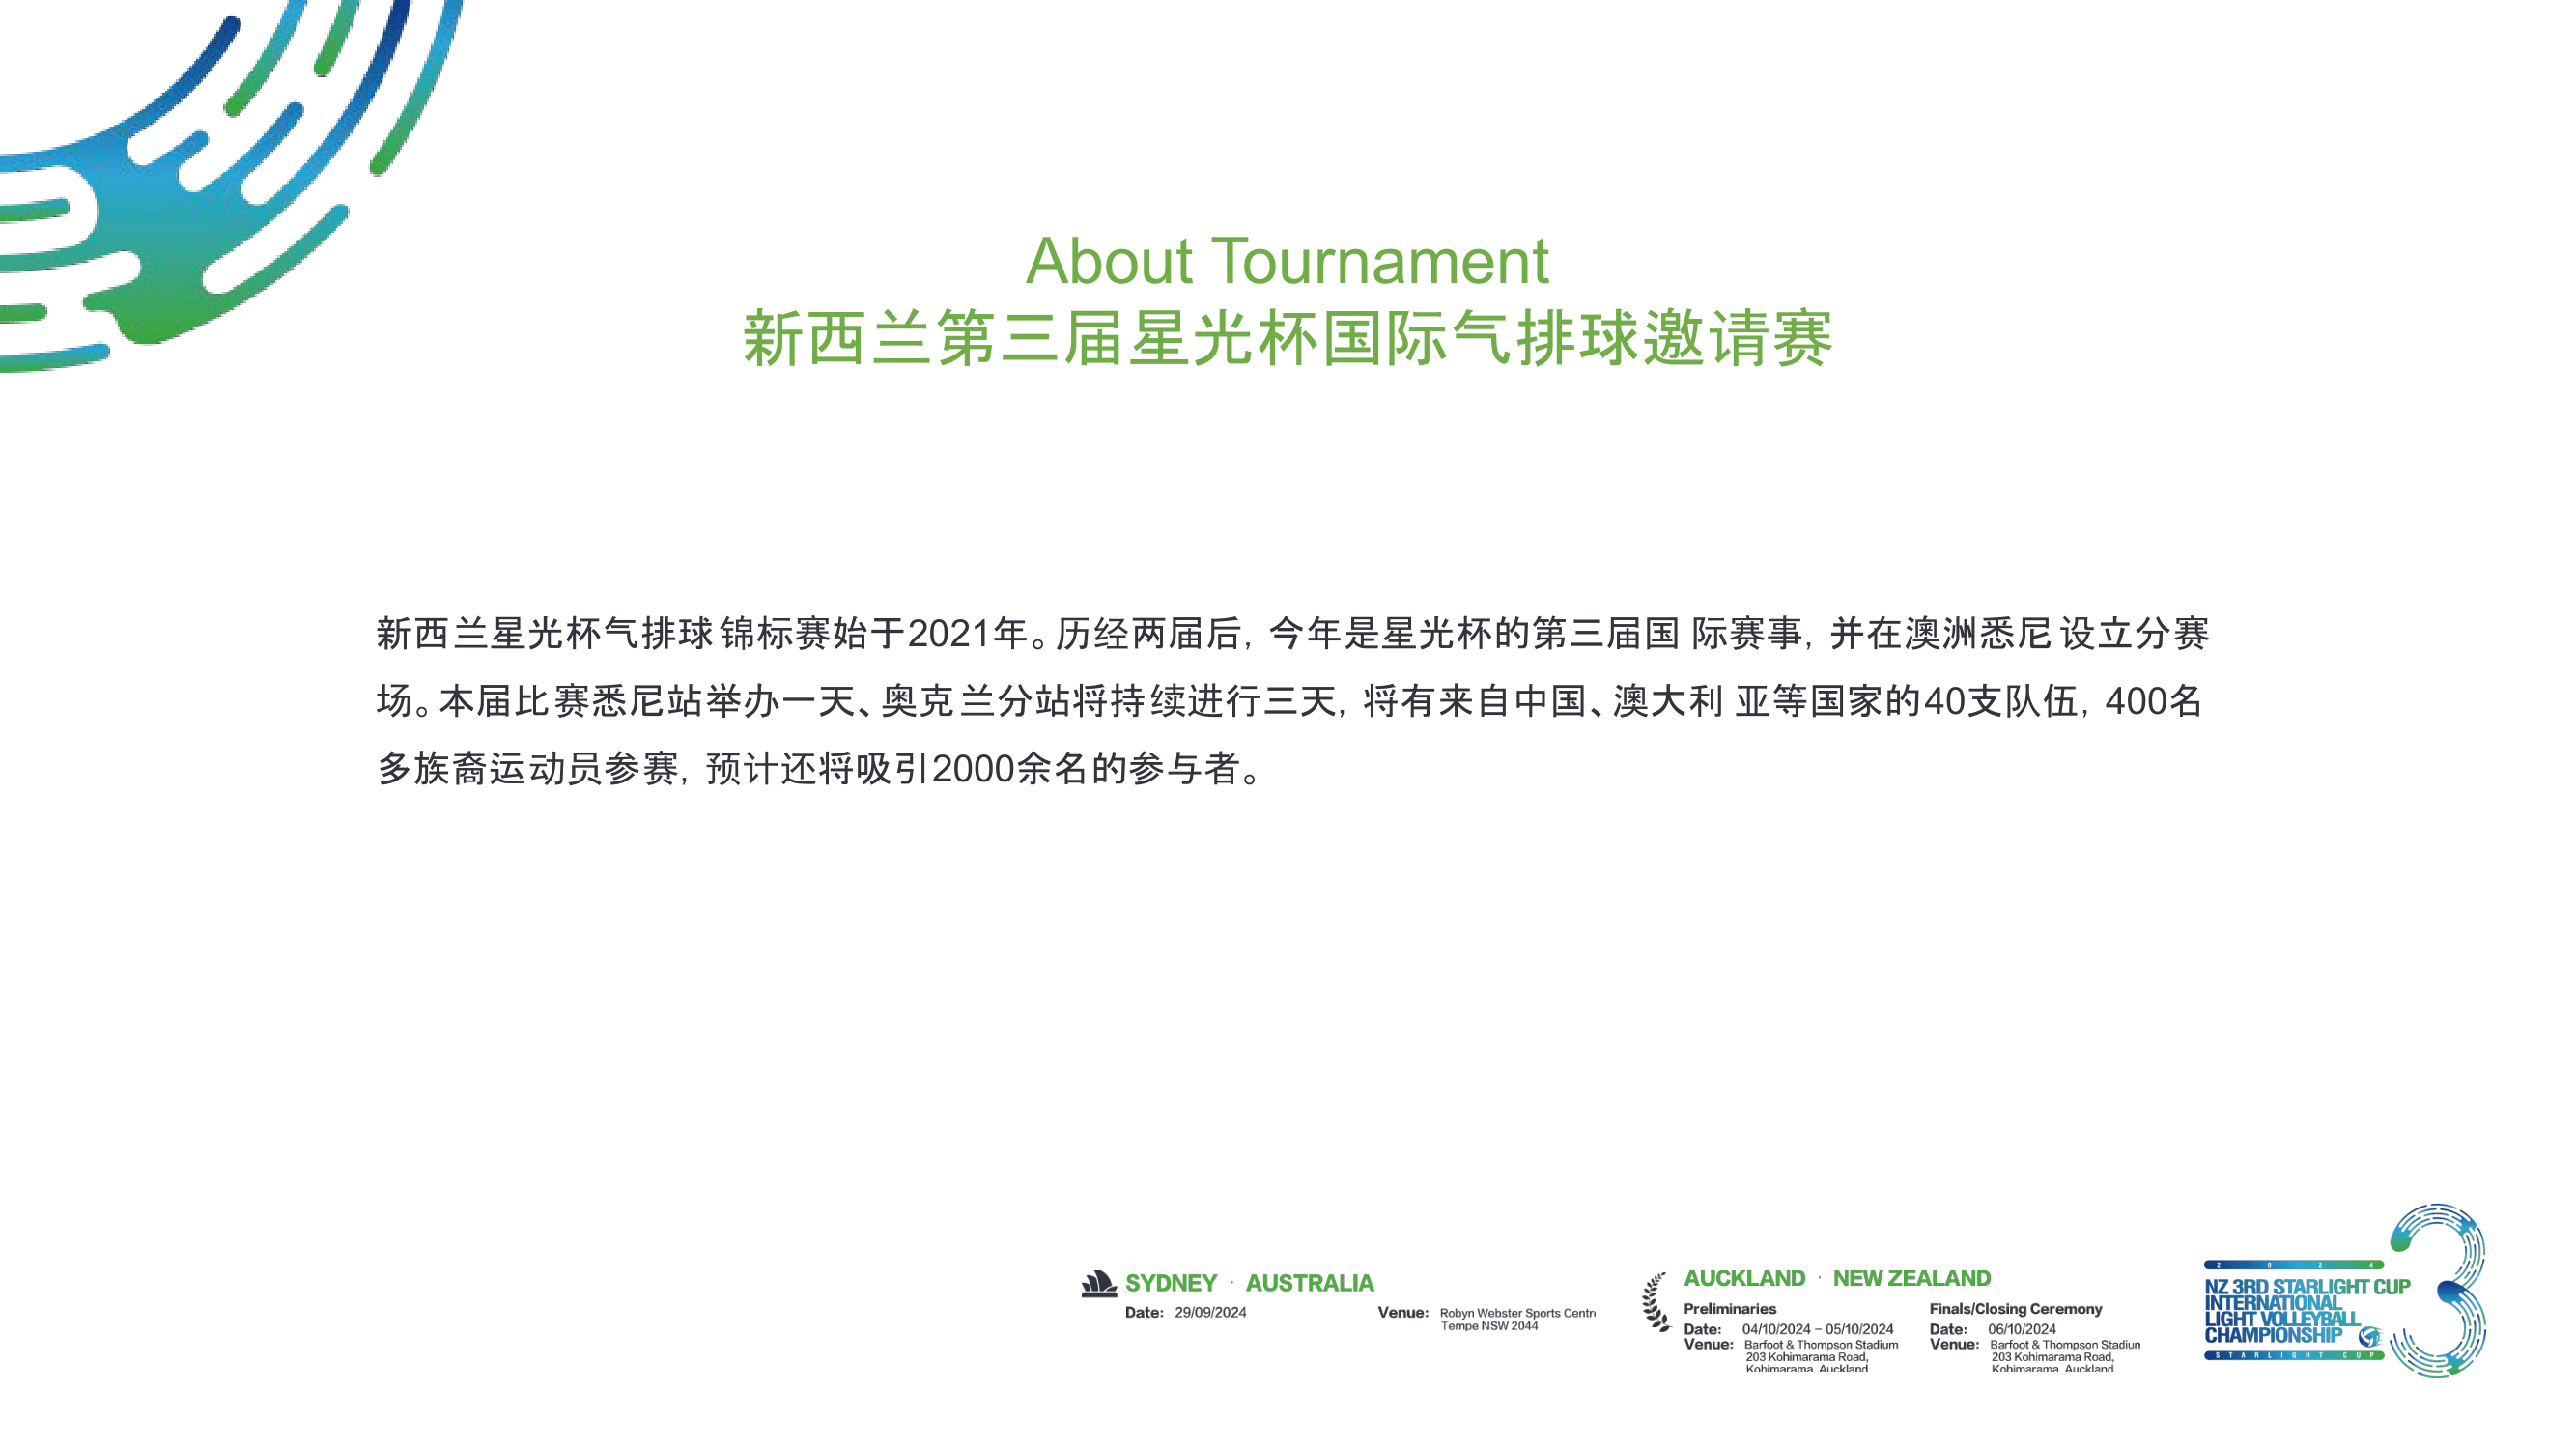 About Tournament
新西兰第三届星光杯国际气排球邀请赛
新西兰星光杯气排球锦标赛始于2021年。历经两届后，今年是星光杯的第三届国际赛事，并在澳洲悉尼设立分赛
场。本届比赛悉尼站举办一天、奥克兰分站将持续进行三天，将有来自中国、澳大利亚等国家的40支队伍，400名
多族裔运动员参赛，预计还将吸引2000余名的参与者。
SYDNEY · AUSTRALIA
Date: 29/09/2024 Venue: Robyn Webster Sports Centr
Tempe NSW 2044
AUCKLAND · NEW ZEALAND
Preliminaries
Date: 04/10/2024 – 05/10/2024
Venue: Barfoot & Thompson Stadium
203 Kohimarama Road,
Kohimarama, Auckland
Finals/Closing Ceremony
Date: 06/10/2024
Venue: Barfoot & Thompson Stadiun
203 Kohimarama Road,
Kohimarama, Auckland
2 0 2 4
NZ 3RD STARLIGHT CUP
INTERNATIONAL
LIGHT VOLLEYBALL
CHAMPIONSHIP
STARLIGHT CUP
3